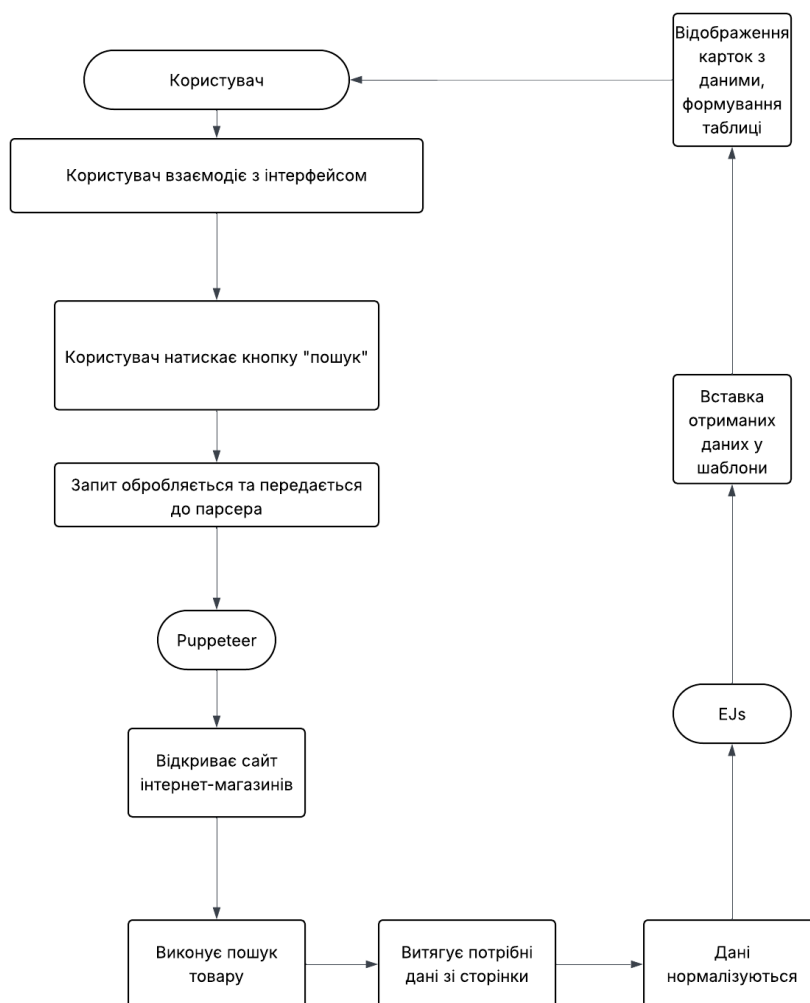 Користувач
Користувач взаємодіє з інтерфейсом
Користувач натискає кнопку "пошук"
Запит обробляється та передається
до парсера
Puppeteer
Відкриває сайт
інтернет-магазинів
Виконує пошук
товару
Витягує потрібні
дані зі сторінки
Дані
нормалізуються
EJs
Вставка
отриманих
даних у
шаблони
Відображення
карток з
даними,
формування
таблиці